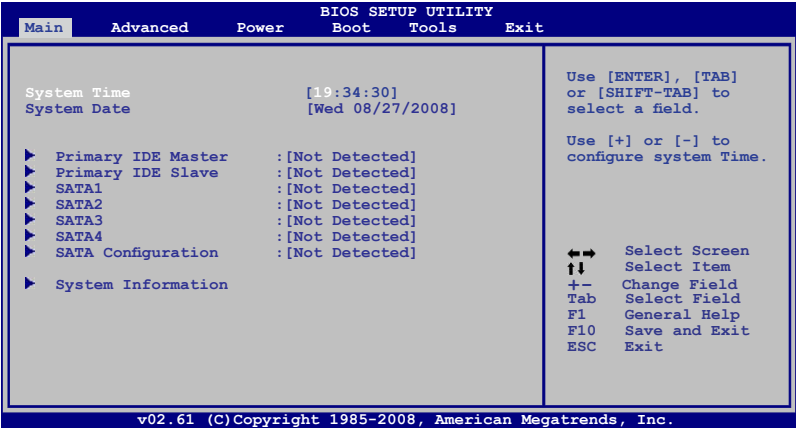 BIOS SETUP UTILITY
Main Advanced Power Boot Tools Exit
System Time [19:34:30]
System Date [Wed 08/27/2008]
Primary IDE Master :[Not Detected]
Primary IDE Slave :[Not Detected]
SATA1 :[Not Detected]
SATA2 :[Not Detected]
SATA3 :[Not Detected]
SATA4 :[Not Detected]
SATA Configuration :[Not Detected]
System Information
Use [ENTER], [TAB]
or [SHIFT-TAB] to
select a field.
Use [+] or [-] to
configure system Time.
←→ Select Screen
↑↓ Select Item
+- Change Field
Tab Select Field
F1 General Help
F10 Save and Exit
ESC Exit
v02.61 (C)Copyright 1985-2008, American Megatrends, Inc.